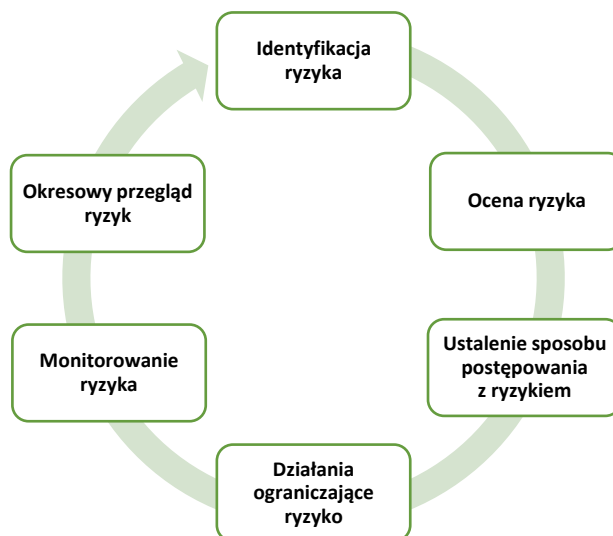 Identyfikacja
ryzyka
Ocena ryzyka
Ustalenie sposobu
postępowania
z ryzykiem
Działania
ograniczające
ryzyko
Monitorowanie
ryzyka
Okresowy przegląd
ryzyk